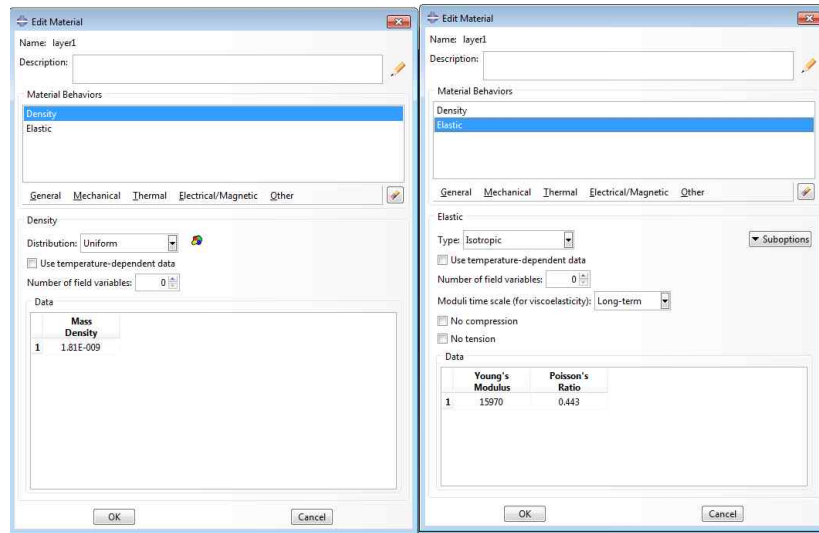 Edit Material
Name: layer1
Description:
Material Behaviors
Density
Elastic
General Mechanical Thermal Electrical/Magnetic Other
Density
Distribution: Uniform
Use temperature-dependent data
Number of field variables: 0
Data
Mass
Density
1 1.81E-009
OK Cancel
Edit Material
Name: layer1
Description:
Material Behaviors
Density
Elastic
General Mechanical Thermal Electrical/Magnetic Other
Elastic
Type: Isotropic
Suboptions
Use temperature-dependent data
Number of field variables: 0
Moduli time scale (for viscoelasticity): Long-term
No compression
No tension
Data
Young's Poisson's
Modulus Ratio
1 15970 0.443
OK Cancel